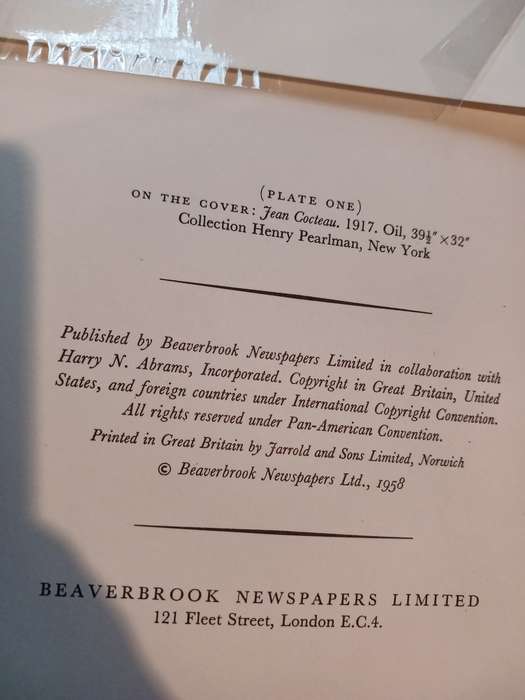 (PLATE ONE)
ON THE COVER: Jean Cocteau. 1917. Oil, 39½″×32″
Collection Henry Pearlman, New York
Published by Beaverbrook Newspapers Limited in collaboration with
Harry N. Abrams, Incorporated. Copyright in Great Britain, United
States, and foreign countries under International Copyright Convention.
All rights reserved under Pan-American Convention.
Printed in Great Britain by Jarrold and Sons Limited, Norwich
© Beaverbrook Newspapers Ltd., 1958
BEAVERBROOK NEWSPAPERS LIMITED
121 Fleet Street, London E.C.4.